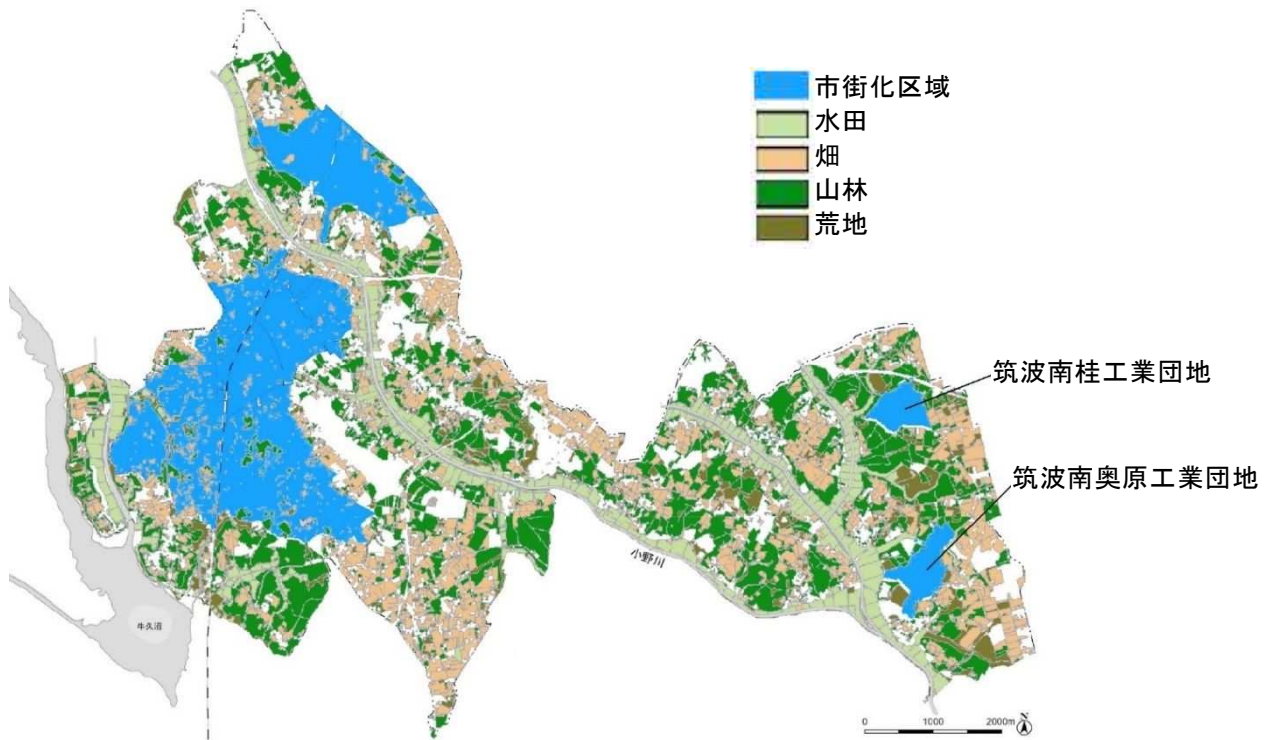 市街化区域
水田
畑
山林
荒地
筑波南桂工業団地
筑波南奥原工業団地
小野川
牛久沼
0 1000 2000m
N